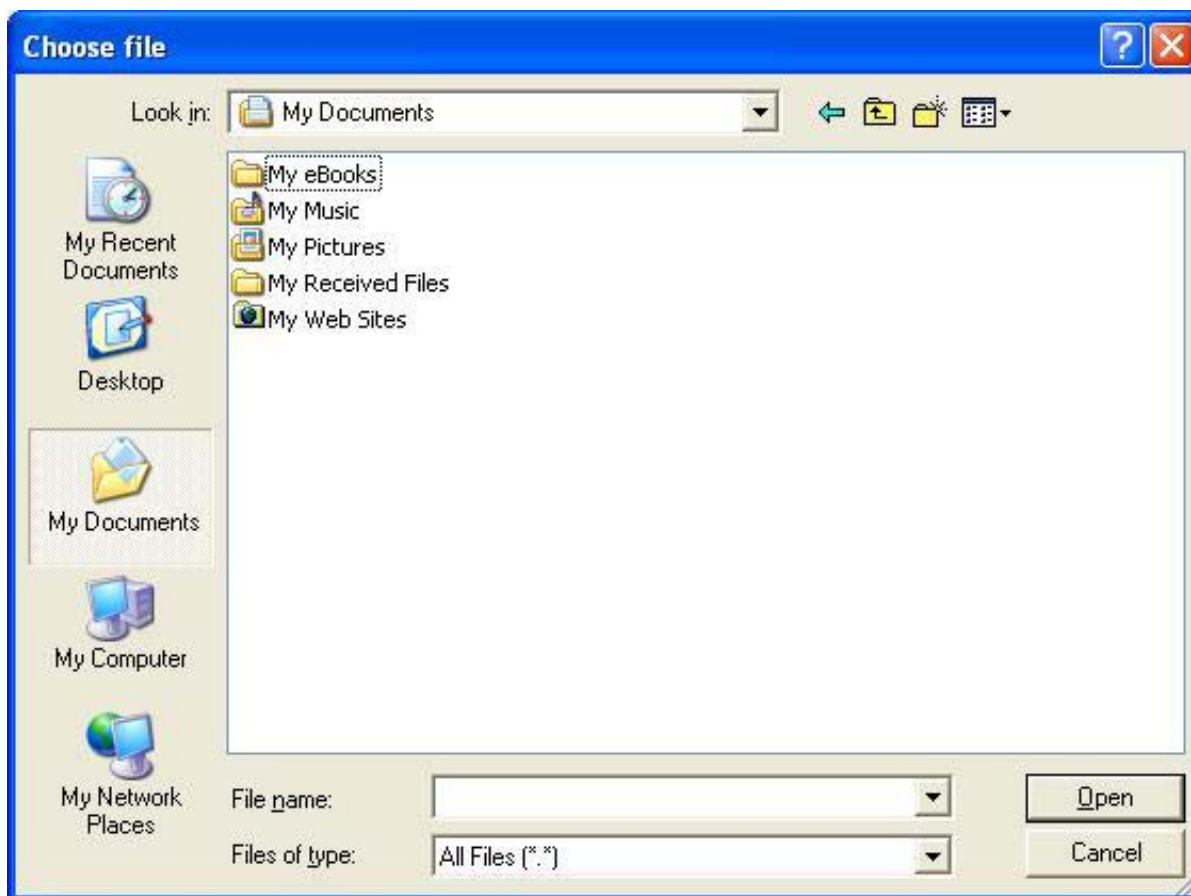 Choose file
Look in: My Documents
My Recent
Documents
Desktop
My Documents
My Computer
My Network
Places
My eBooks
My Music
My Pictures
My Received Files
My Web Sites
File name:
Open
Files of type: All Files (*.*)
Cancel